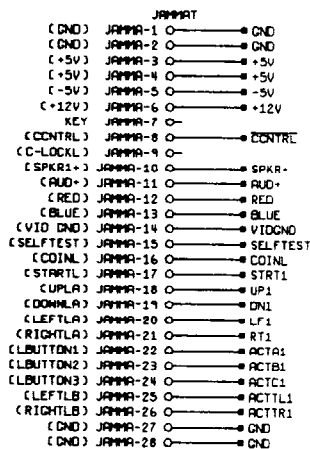 JAMMAT
(GND) JAMMA-1 GND
(GND) JAMMA-2 GND
(+5V) JAMMA-3 +5V
(+5V) JAMMA-4 +5V
(-5V) JAMMA-5 -5V
(+12V) JAMMA-6 +12V
KEY JAMMA-7
(CCNTRL) JAMMA-8 CCNTRL
(C-LOCKL) JAMMA-9
(SPKR1+) JAMMA-10 SPKR-
(AUD+) JAMMA-11 AUD+
(RED) JAMMA-12 RED
(BLUE) JAMMA-13 BLUE
(VID GND) JAMMA-14 VIDGND
(SELFTEST) JAMMA-15 SELFTEST
(COINL) JAMMA-16 COINL
(STARTL) JAMMA-17 STRT1
(UPLA) JAMMA-18 UP1
(DOWNLA) JAMMA-19 DN1
(LEFTLA) JAMMA-20 LF1
(RIGHTLA) JAMMA-21 RT1
(LBUTTON1) JAMMA-22 ACTA1
(LBUTTON2) JAMMA-23 ACTB1
(LBUTTON3) JAMMA-24 ACTC1
(LEFTLB) JAMMA-25 ACTTL1
(RIGHTLB) JAMMA-26 ACTTR1
(GND) JAMMA-27 GND
(GND) JAMMA-28 GND